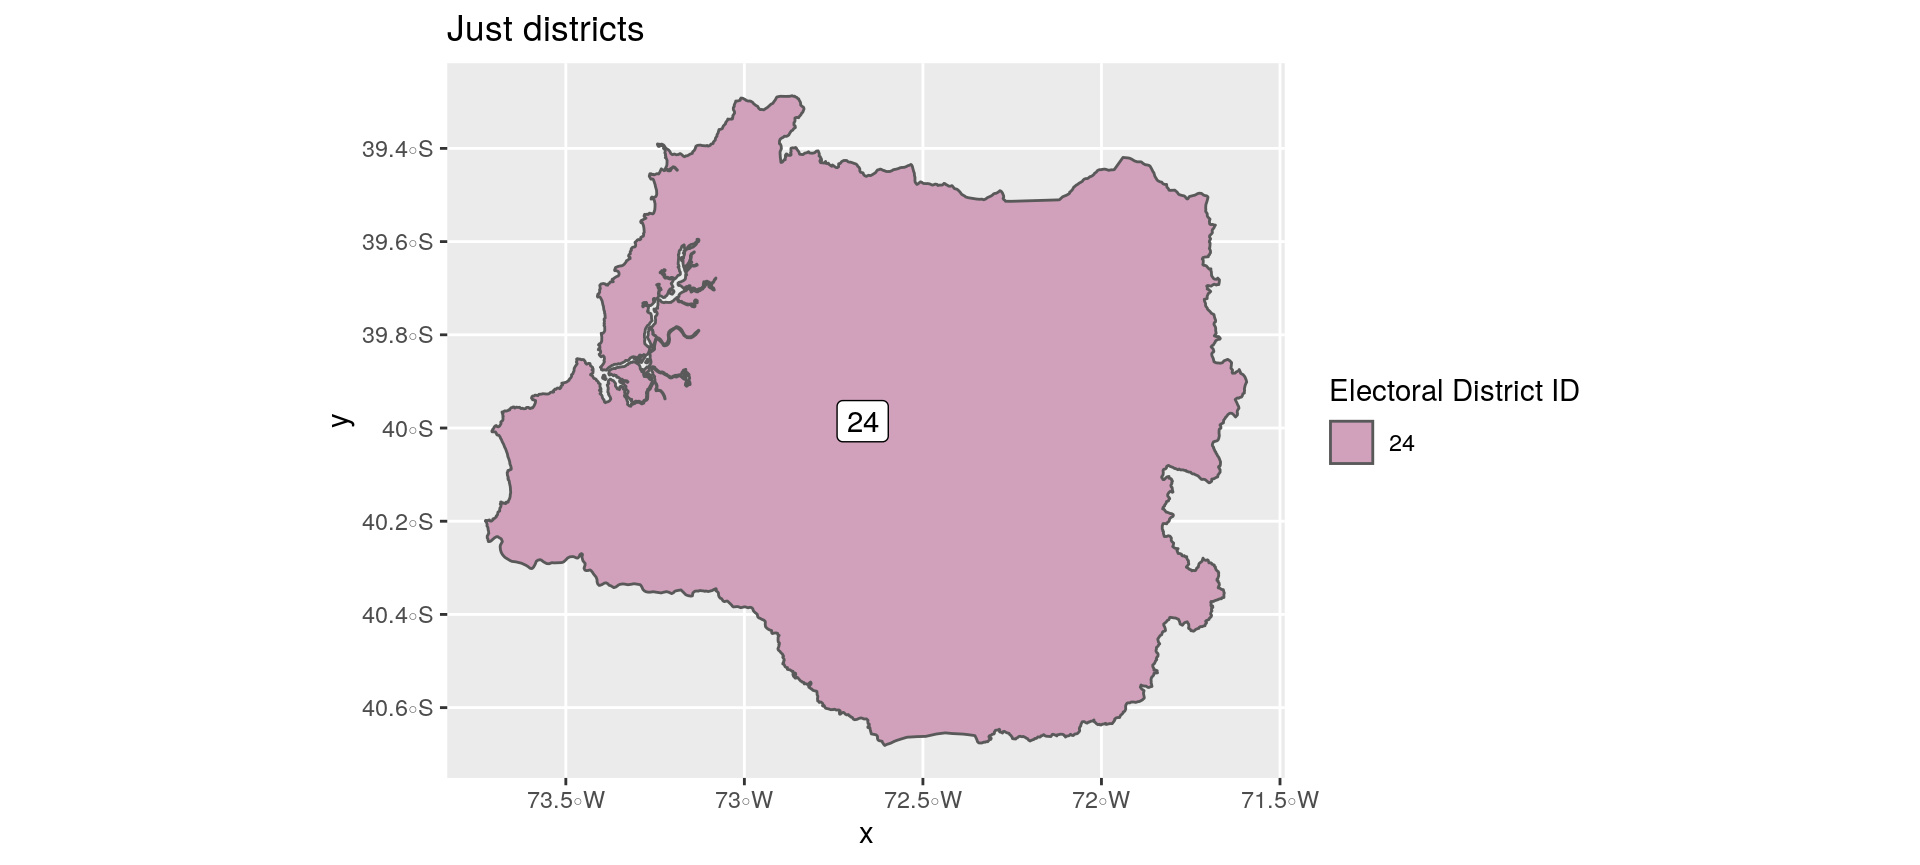 Just districts
39.4◦S
39.6◦S
39.8◦S
40◦S
40.2◦S
40.4◦S
40.6◦S
y
24
73.5◦W
73◦W
72.5◦W
72◦W
71.5◦W
x
Electoral District ID
24